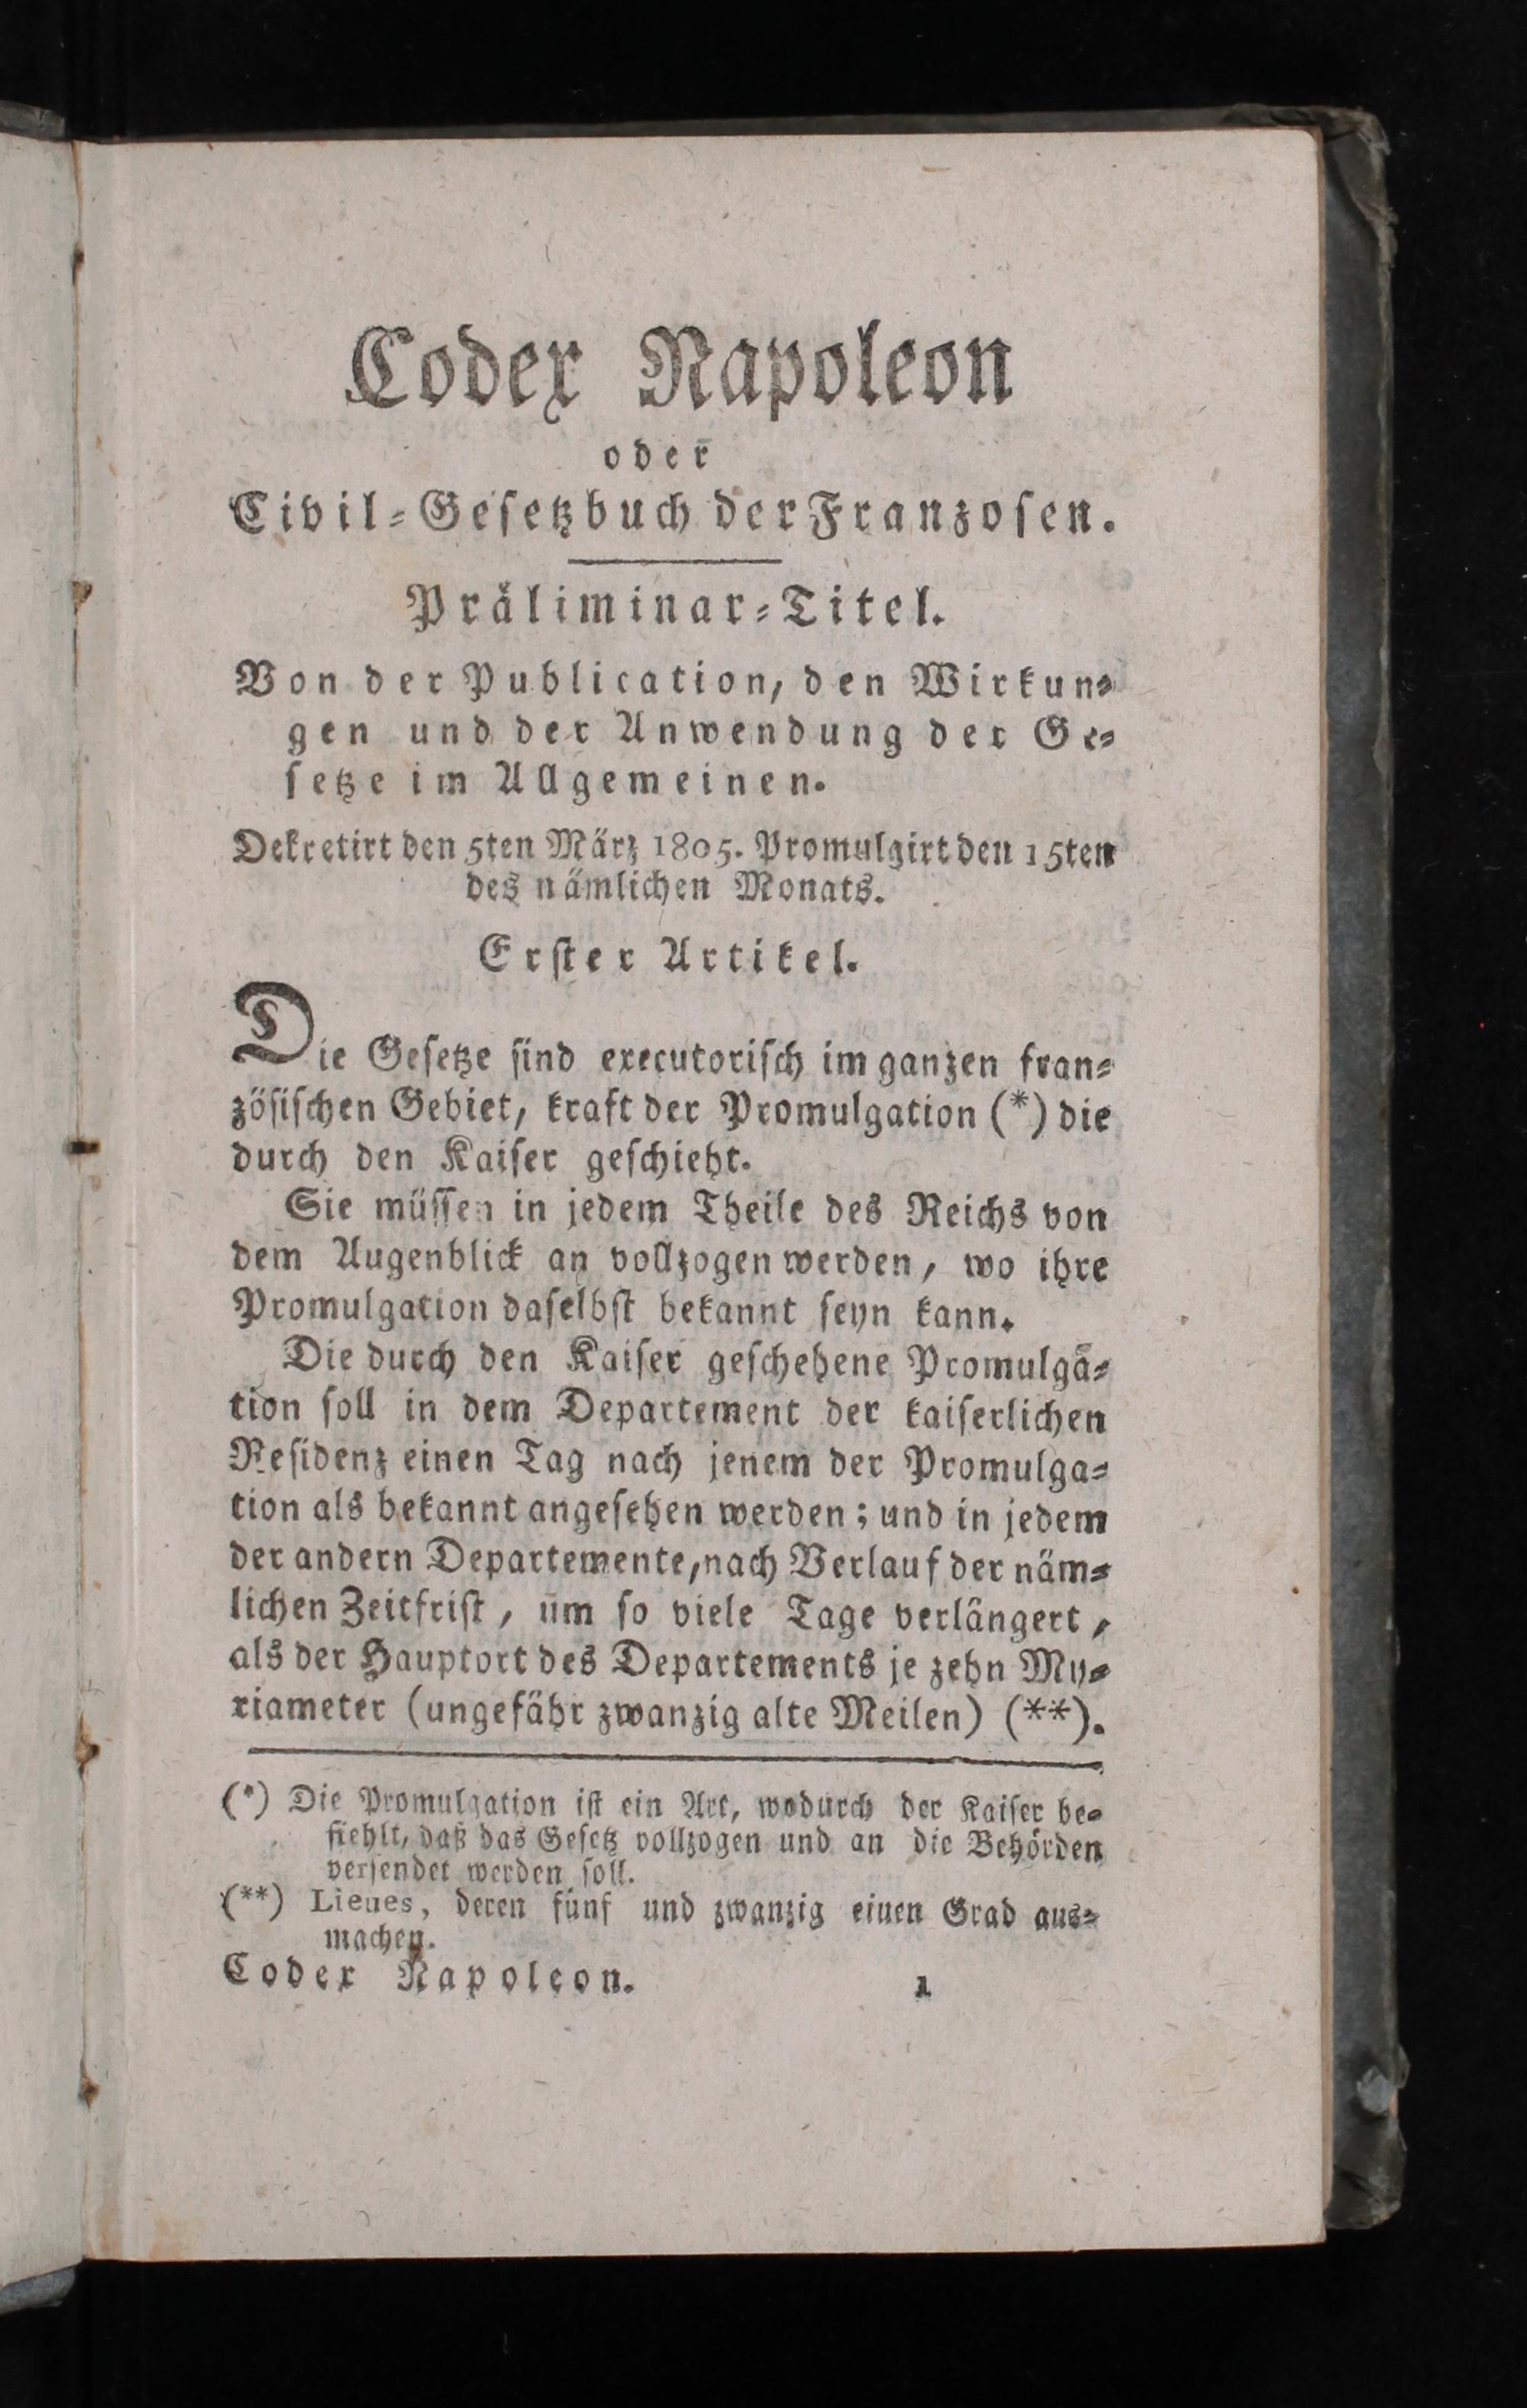 Codex Napoleon
oder
Civil-Gesetzbuch der Franzosen.
Präliminar-Titel.
Von der Publication, den Wirkun-
gen und der Anwendung der Ge-
setze im Allgemeinen.
Dekretirt den 5ten März 1805. Promulgirt den 15ten
des nämlichen Monats.
Erster Artikel.
Die Gesetze sind executorisch im ganzen fran-
zösischen Gebiet, kraft der Promulgation (*) die
durch den Kaiser geschieht.
Sie müssen in jedem Theile des Reichs von
dem Augenblick an vollzogen werden, wo ihre
Promulgation daselbst bekannt seyn kann.
Die durch den Kaiser geschehene Promulga-
tion soll in dem Departement der kaiserlichen
Residenz einen Tag nach jenem der Promulga-
tion als bekannt angesehen werden; und in jedem
der andern Departemente, nach Verlauf der näm-
lichen Zeitfrist, um so viele Tage verlängert,
als der Hauptort des Departements je zehn My-
riameter (ungefähr zwanzig alte Meilen) (**).
(*) Die Promulgation ist ein Art, wodurch der Kaiser be-
fiehlt, daß das Gesetz vollzogen und an die Behörden
versendet werden soll.
(**) Lieues, deren fünf und zwanzig einen Grad aus-
machen.
Codex Napoleon. 1